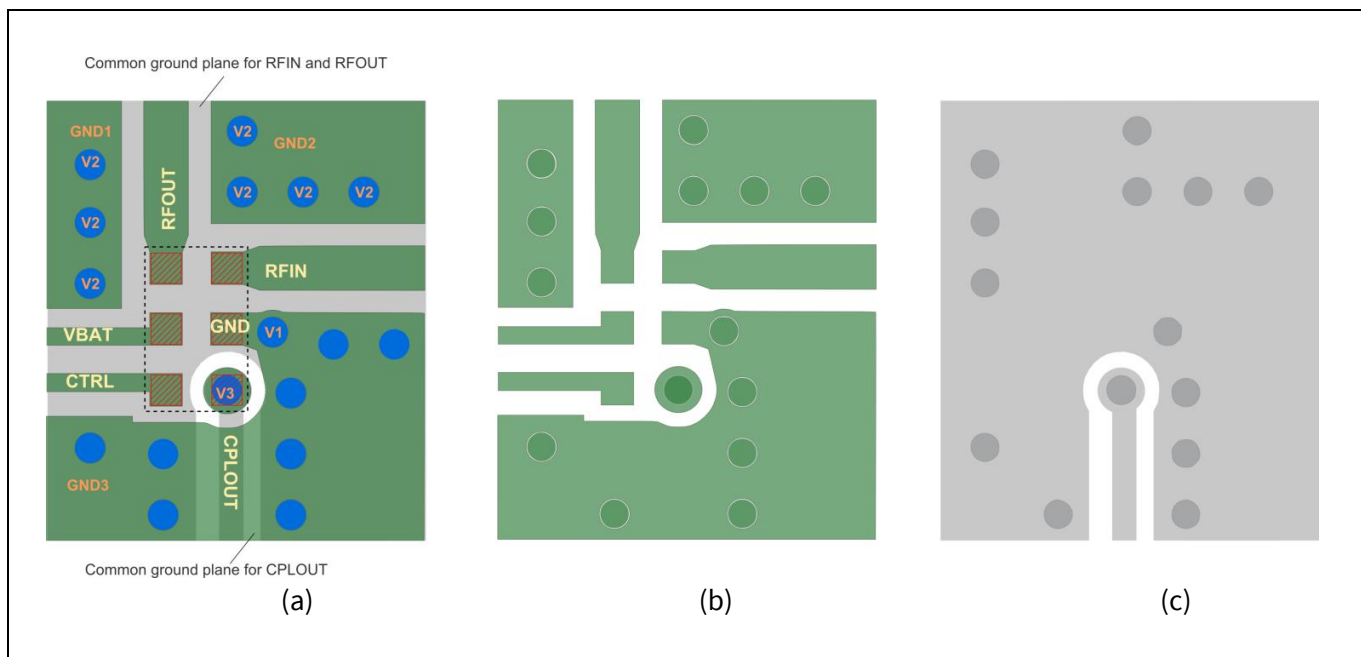 Common ground plane for RFIN and RFOUT
GND1
V2
GND2
V2
RFOUT
V2 V2 V2
V2
V2
RFIN
VBAT
GND
V1
CTRL
V3
CPLOUT
GND3
Common ground plane for CPLOUT
(a)
(b)
(c)